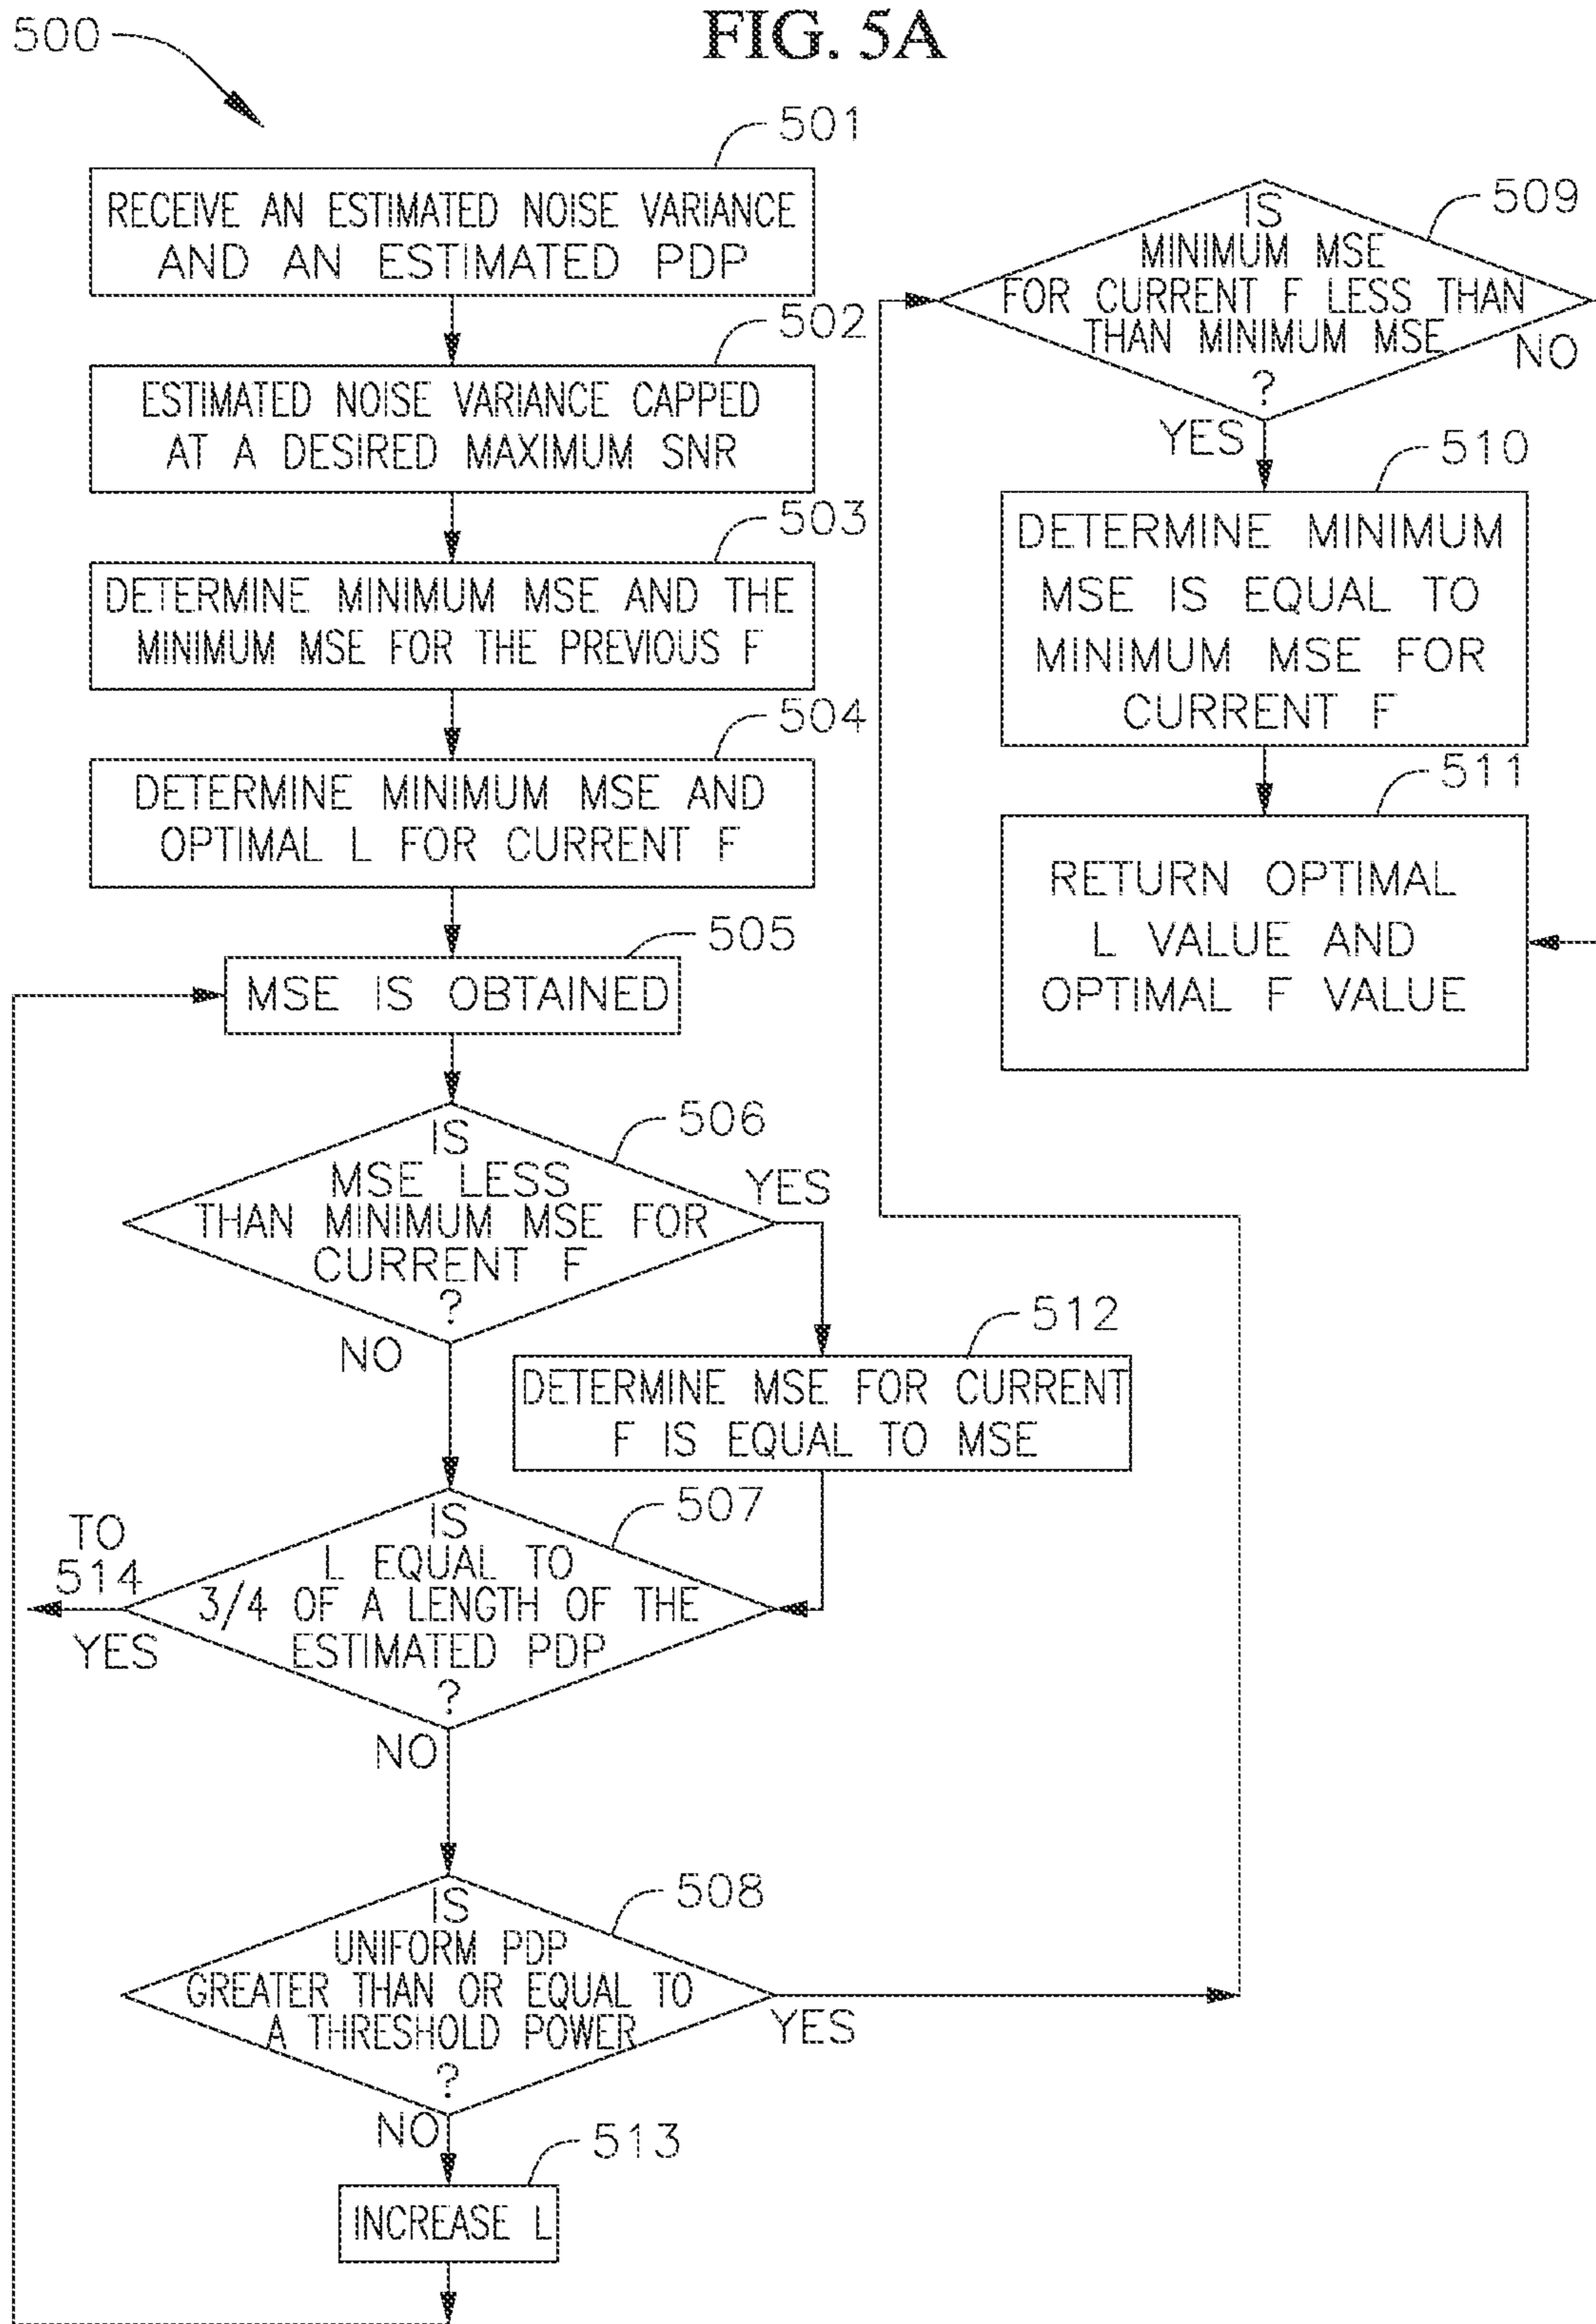 FIG. 5A
500
501
RECEIVE AN ESTIMATED NOISE VARIANCE
AND AN ESTIMATED PDP
502
ESTIMATED NOISE VARIANCE CAPPED
AT A DESIRED MAXIMUM SNR
503
DETERMINE MINIMUM MSE AND THE
MINIMUM MSE FOR THE PREVIOUS F
504
DETERMINE MINIMUM MSE AND
OPTIMAL L FOR CURRENT F
505
MSE IS OBTAINED
506
IS
MSE LESS
THAN MINIMUM MSE FOR
CURRENT F
?
YES
NO
512
DETERMINE MSE FOR CURRENT
F IS EQUAL TO MSE
507
IS
L EQUAL TO
3/4 OF A LENGTH OF THE
ESTIMATED PDP
?
TO
514
YES
NO
508
IS
UNIFORM PDP
GREATER THAN OR EQUAL TO
A THRESHOLD POWER
?
YES
NO
513
INCREASE L
509
IS
MINIMUM MSE
FOR CURRENT F LESS THAN
THAN MINIMUM MSE
?
NO
YES
510
DETERMINE MINIMUM
MSE IS EQUAL TO
MINIMUM MSE FOR
CURRENT F
511
RETURN OPTIMAL
L VALUE AND
OPTIMAL F VALUE